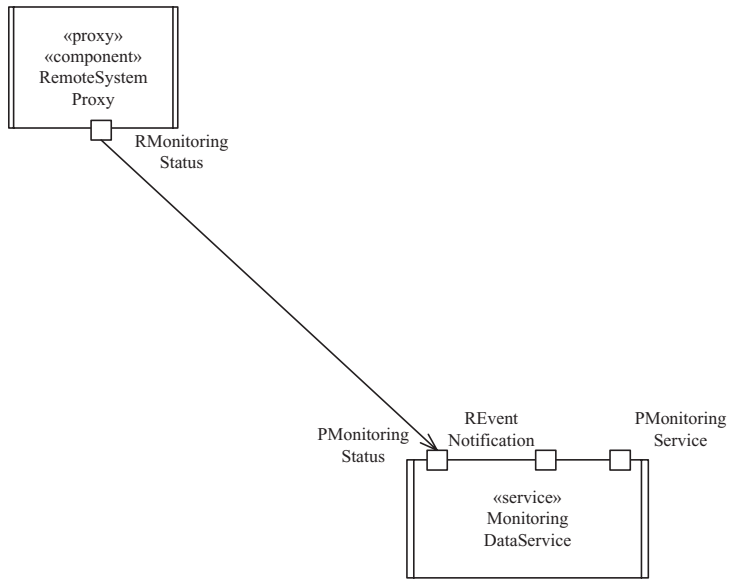 «proxy»
«component»
RemoteSystem
Proxy
RMonitoring
Status
PMonitoring
Status
REvent
Notification
PMonitoring
Service
«service»
Monitoring
DataService